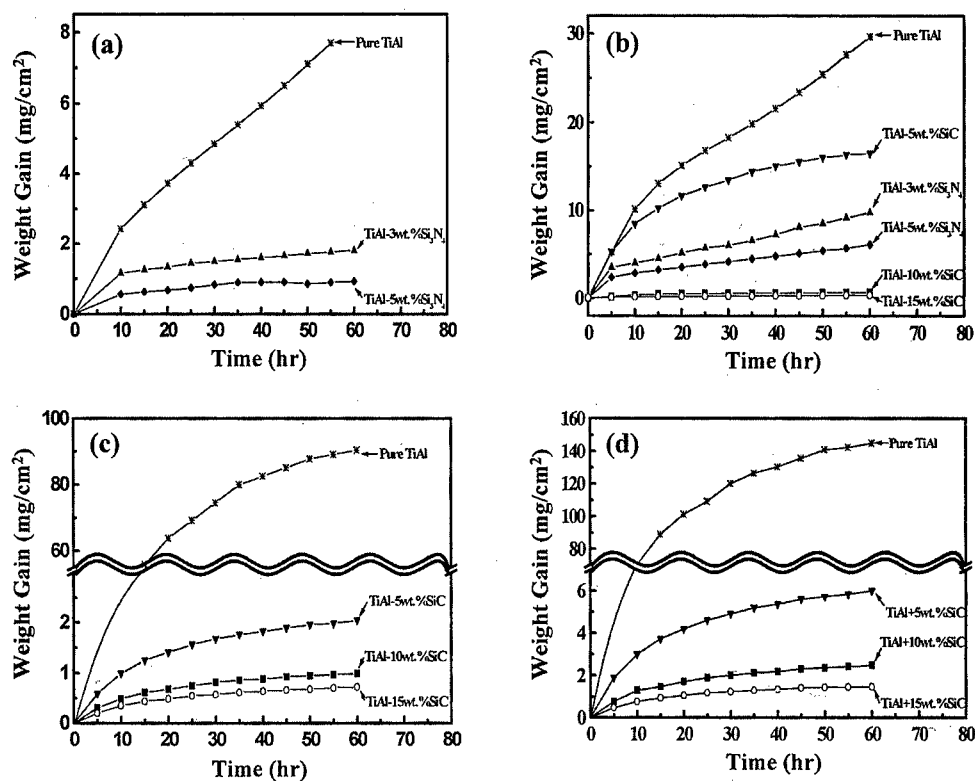 (a)
Weight Gain (mg/cm²)
8
6
4
2
0
0 10 20 30 40 50 60 70 80
Time (hr)
Pure TiAl
TiAl-3wt.%Si₃N₄
TiAl-5wt.%Si₃N₄
(b)
Weight Gain (mg/cm²)
30
20
10
0
0 10 20 30 40 50 60 70 80
Time (hr)
Pure TiAl
TiAl-5wt.%SiC
TiAl-3wt.%Si₃N₄
TiAl-5wt.%Si₃N₄
TiAl-10wt.%SiC
TiAl-15wt.%SiC
(c)
Weight Gain (mg/cm²)
100
80
60
2
1
0
0 10 20 30 40 50 60 70 80
Time (hr)
Pure TiAl
TiAl-5wt.%SiC
TiAl-10wt.%SiC
TiAl-15wt.%SiC
(d)
Weight Gain (mg/cm²)
160
140
120
100
80
6
4
2
0
0 10 20 30 40 50 60 70 80
Time (hr)
Pure TiAl
TiAl+5wt.%SiC
TiAl+10wt.%SiC
TiAl+15wt.%SiC